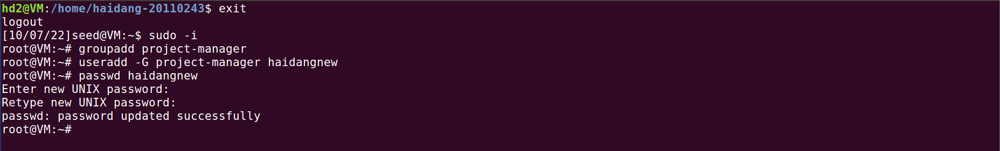 hd2@VM:/home/haidang-20110243$ exit
logout
[10/07/22]seed@VM:~$ sudo -i
root@VM:~# groupadd project-manager
root@VM:~# useradd -G project-manager haidangnew
root@VM:~# passwd haidangnew
Enter new UNIX password:
Retype new UNIX password:
passwd: password updated successfully
root@VM:~#